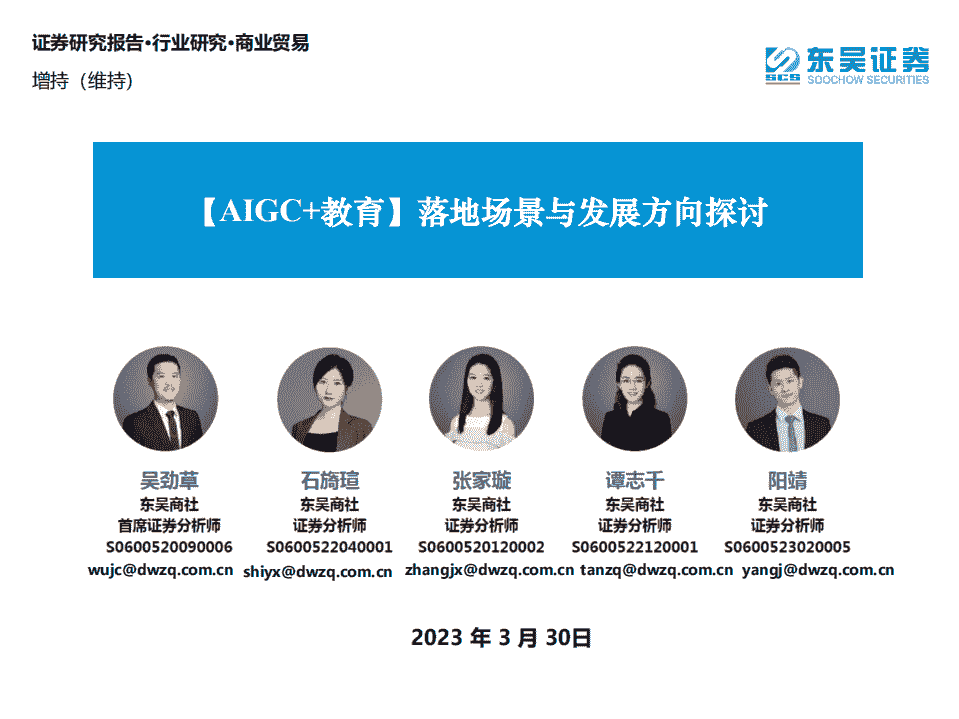 证券研究报告•行业研究•商业贸易
增持（维持）
东吴证券
SCS
SOOCHOW SECURITIES
【AIGC+教育】落地场景与发展方向探讨
吴劲草 石旖瑄 张家璇 谭志千 阳靖
东吴商社 东吴商社 东吴商社 东吴商社 东吴商社
首席证券分析师 证券分析师 证券分析师 证券分析师 证券分析师
S0600520090006 S0600522040001 S0600520120002 S0600522120001 S0600523020005
wujc@dwzq.com.cn shiyx@dwzq.com.cn zhangjx@dwzq.com.cn tanzq@dwzq.com.cn yangj@dwzq.com.cn
2023 年 3 月 30日